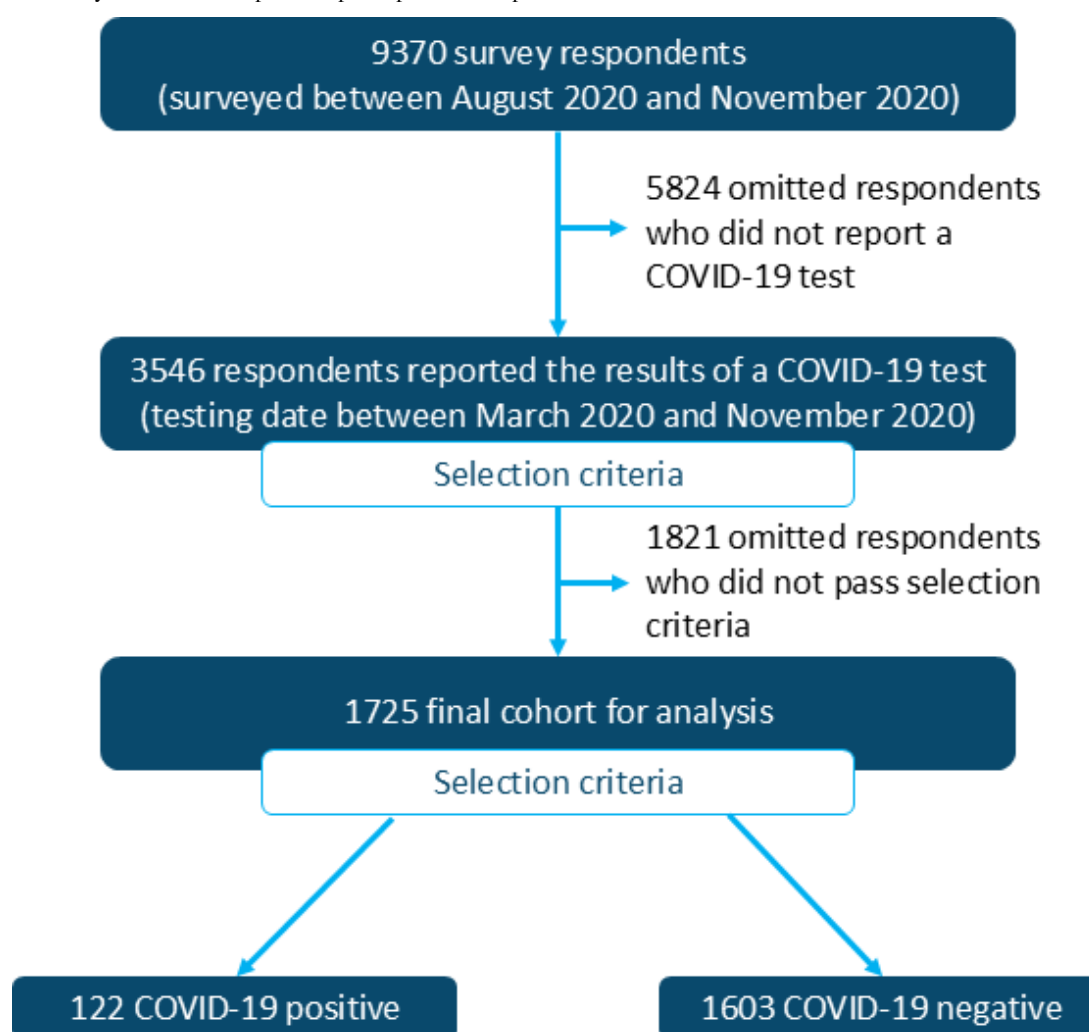 9370 survey respondents
(surveyed between August 2020 and November 2020)
5824 omitted respondents
who did not report a
COVID-19 test
3546 respondents reported the results of a COVID-19 test
(testing date between March 2020 and November 2020)
Selection criteria
1821 omitted respondents
who did not pass selection
criteria
1725 final cohort for analysis
Selection criteria
122 COVID-19 positive
1603 COVID-19 negative